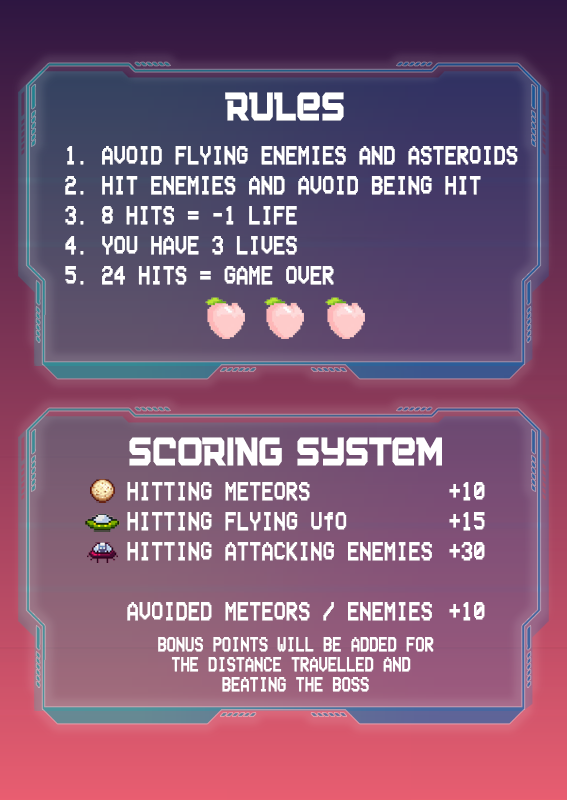 RULES
1. AVOID FLYING ENEMIES AND ASTEROIDS
2. HIT ENEMIES AND AVOID BEING HIT
3. 8 HITS = -1 LIFE
4. YOU HAVE 3 LIVES
5. 24 HITS = GAME OVER
SCORING SYSTEM
HITTING METEORS +10
HITTING FLYING UfO +15
HITTING ATTACKING ENEMIES +30
AVOIDED METEORS / ENEMIES +10
BONUS POINTS WILL BE ADDED FOR
THE DISTANCE TRAVELLED AND
BEATING THE BOSS